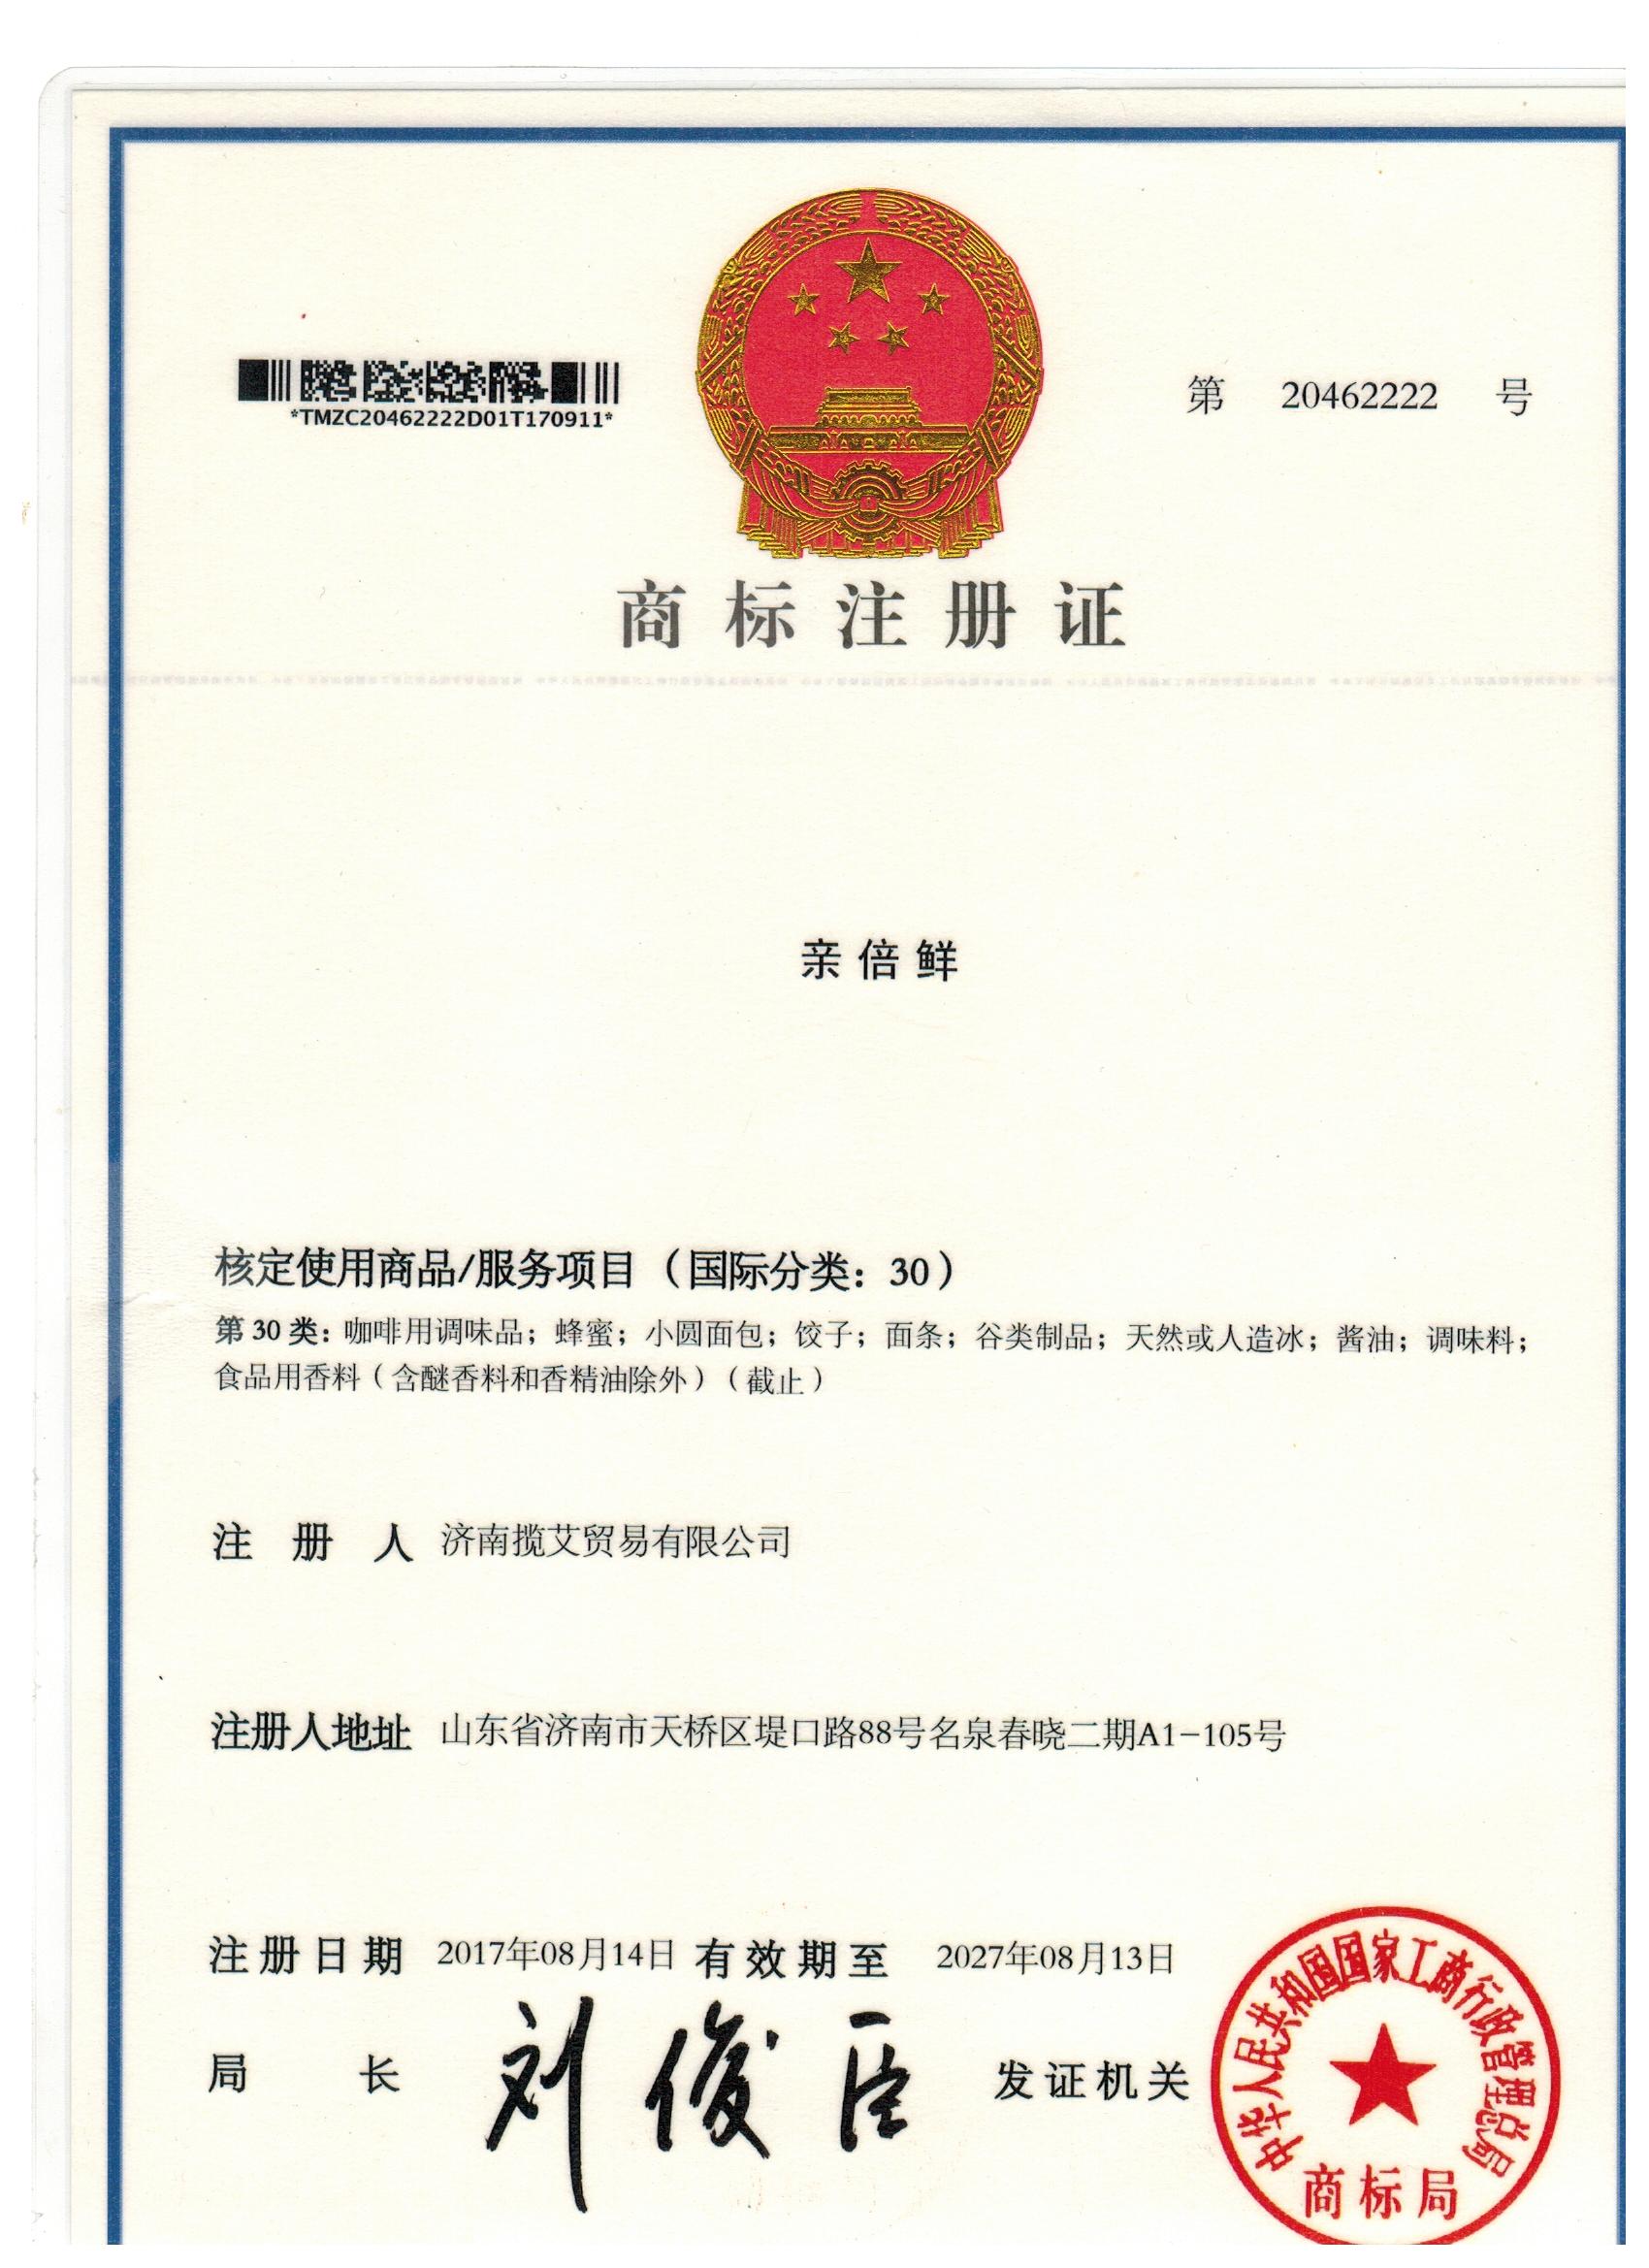 *TMZC20462222D01T170911*
第 20462222 号
商标注册证
亲倍鲜
核定使用商品/服务项目（国际分类：30）
第 30 类：咖啡用调味品；蜂蜜；小圆面包；饺子；面条；谷类制品；天然或人造冰；酱油；调味料；
食品用香料（含醚香料和香精油除外）（截止）
注册人 济南揽艾贸易有限公司
注册人地址 山东省济南市天桥区堤口路88号名泉春晓二期A1-105号
注册日期 2017年08月14日 有效期至 2027年08月13日
局长 刘俊臣 发证机关
中华人民共和国国家工商行政管理总局
商标局